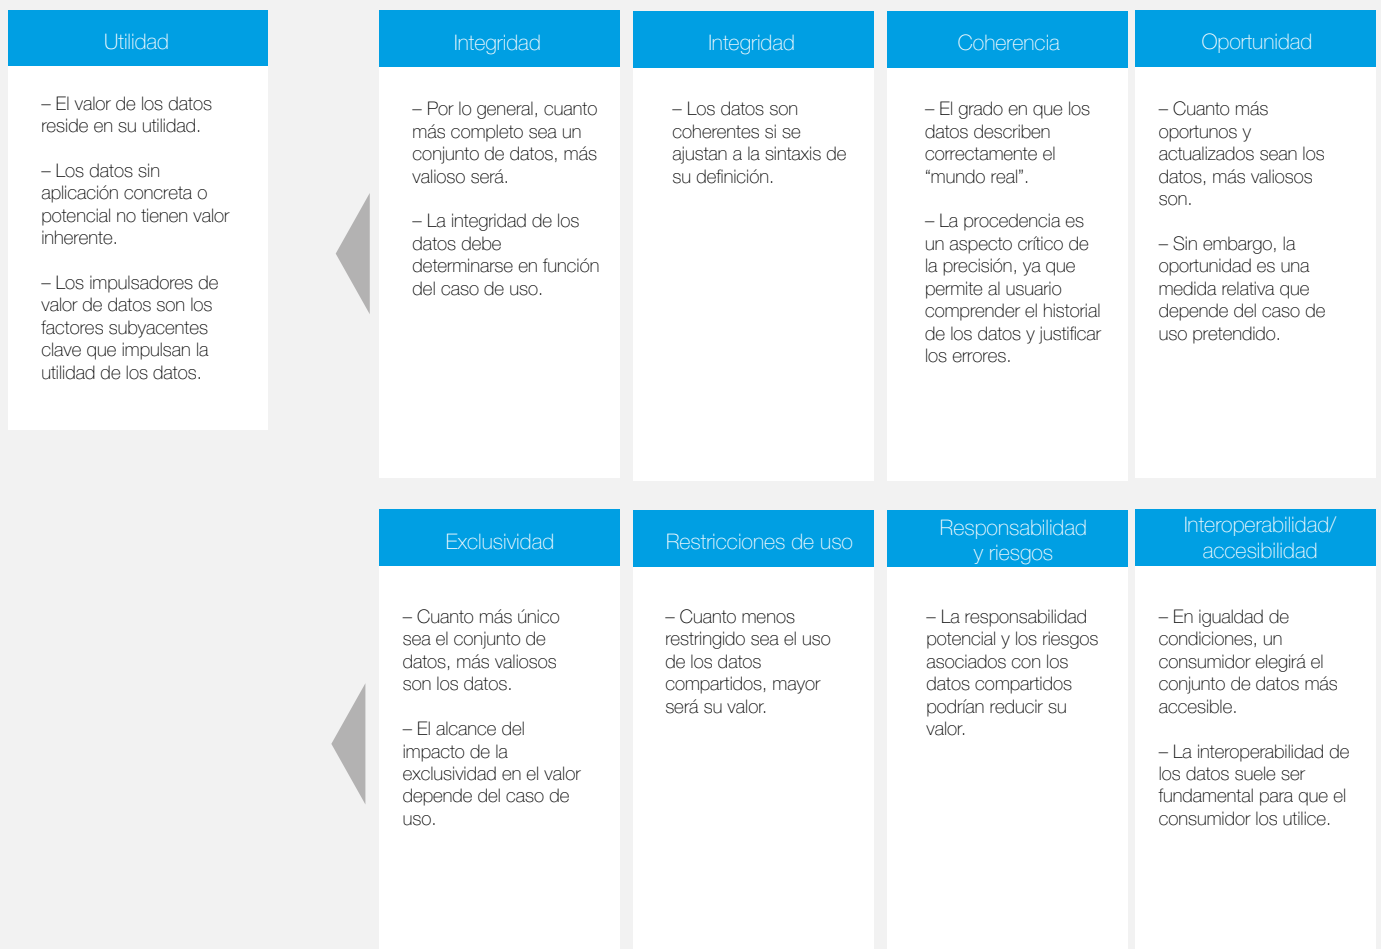 Utilidad
– El valor de los datos
reside en su utilidad.
– Los datos sin
aplicación concreta o
potencial no tienen valor
inherente.
– Los impulsadores de
valor de datos son los
factores subyacentes
clave que impulsan la
utilidad de los datos.
Integridad
– Por lo general, cuanto
más completo sea un
conjunto de datos, más
valioso será.
– La integridad de los
datos debe
determinarse en función
del caso de uso.
Integridad
– Los datos son
coherentes si se
ajustan a la sintaxis de
su definición.
Coherencia
– El grado en que los
datos describen
correctamente el
“mundo real”.
– La procedencia es
un aspecto crítico de
la precisión, ya que
permite al usuario
comprender el historial
de los datos y justificar
los errores.
Oportunidad
– Cuanto más
oportunos y
actualizados sean los
datos, más valiosos
son.
– Sin embargo, la
oportunidad es una
medida relativa que
depende del caso de
uso pretendido.
Exclusividad
– Cuanto más único
sea el conjunto de
datos, más valiosos
son los datos.
– El alcance del
impacto de la
exclusividad en el valor
depende del caso de
uso.
Restricciones de uso
– Cuanto menos
restringido sea el uso
de los datos
compartidos, mayor
será su valor.
Responsabilidad
y riesgos
– La responsabilidad
potencial y los riesgos
asociados con los
datos compartidos
podrían reducir su
valor.
Interoperabilidad/
accesibilidad
– En igualdad de
condiciones, un
consumidor elegirá el
conjunto de datos más
accesible.
– La interoperabilidad de
los datos suele ser
fundamental para que el
consumidor los utilice.